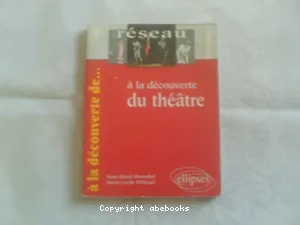 réseau
à la découverte de...
à la découverte
du théâtre
ellipses
Copyright abebooks